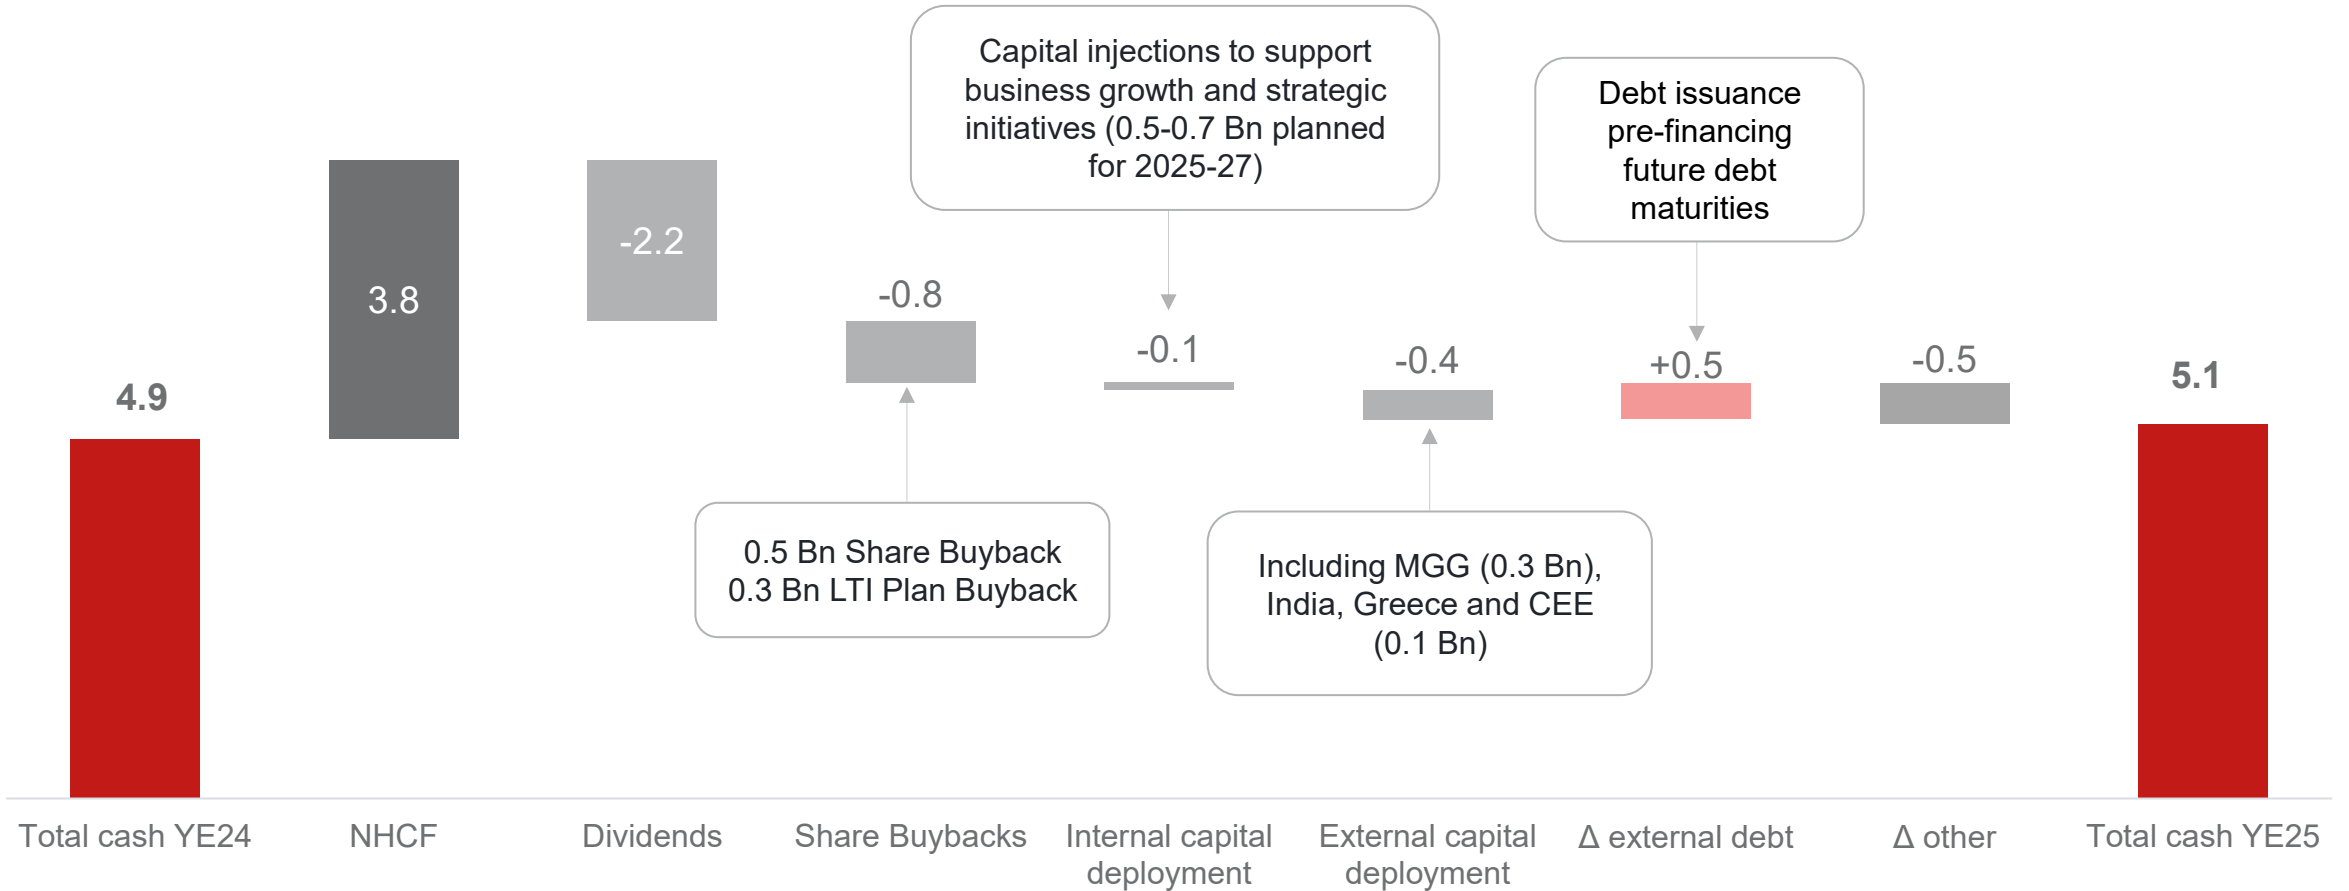 Capital injections to support
business growth and strategic
initiatives (0.5-0.7 Bn planned
for 2025-27)
Debt issuance
pre-financing
future debt
maturities
4.9
3.8
-2.2
-0.8
-0.1
-0.4
+0.5
-0.5
5.1
0.5 Bn Share Buyback
0.3 Bn LTI Plan Buyback
Including MGG (0.3 Bn),
India, Greece and CEE
(0.1 Bn)
Total cash YE24
NHCF
Dividends
Share Buybacks
Internal capital
deployment
External capital
deployment
Δ external debt
Δ other
Total cash YE25